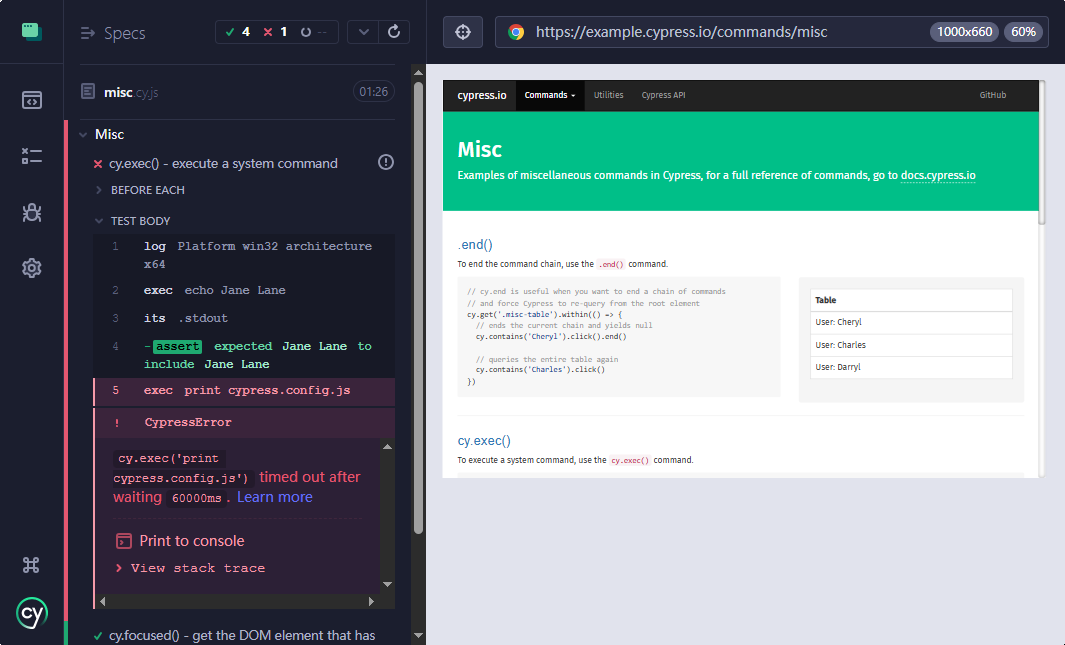 Specs
4 1 --
misc.cy.js
01:26
Misc
cy.exec() - execute a system command
BEFORE EACH
TEST BODY
1 log Platform win32 architecture
x64
2 exec echo Jane Lane
3 its .stdout
4 -assert expected Jane Lane to
include Jane Lane
5 exec print cypress.config.js
! CypressError
cy.exec('print
cypress.config.js') timed out after
waiting 60000ms. Learn more
Print to console
View stack trace
cy.focused() - get the DOM element that has
cy
https://example.cypress.io/commands/misc
1000x660
60%
cypress.io
Commands
Utilities
Cypress API
GitHub
Misc
Examples of miscellaneous commands in Cypress, for a full reference of commands, go to docs.cypress.io
.end()
To end the command chain, use the .end() command.
// cy.end is useful when you want to end a chain of commands
// and force Cypress to re-query from the root element
cy.get('.misc-table').within(() => {
// ends the current chain and yields null
cy.contains('Cheryl').click().end()
// queries the entire table again
cy.contains('Charles').click()
})
Table
User: Cheryl
User: Charles
User: Darryl
cy.exec()
To execute a system command, use the cy.exec() command.